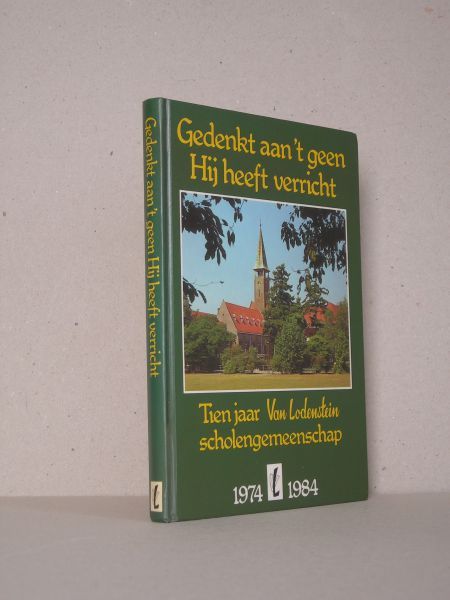 Gedenkt aan 't geen Hij heeft verricht
L
Gedenkt aan 't geen
Hij heeft verricht
Tien jaar Van Lodenstein
scholengemeenschap
1974 L 1984